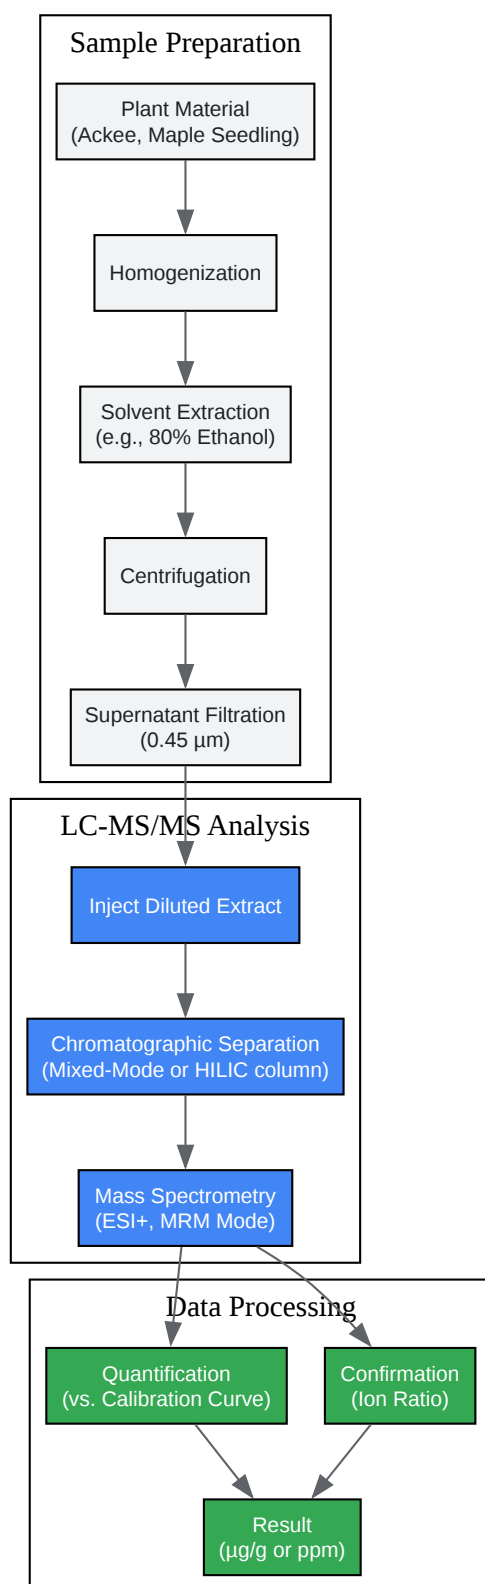 Sample Preparation
Plant Material
(Ackee, Maple Seedling)
Homogenization
Solvent Extraction
(e.g., 80% Ethanol)
Centrifugation
Supernatant Filtration
(0.45 µm)
LC-MS/MS Analysis
Inject Diluted Extract
Chromatographic Separation
(Mixed-Mode or HILIC column)
Mass Spectrometry
(ESI+, MRM Mode)
Data Processing
Quantification
(vs. Calibration Curve)
Confirmation
(Ion Ratio)
Result
(µg/g or ppm)